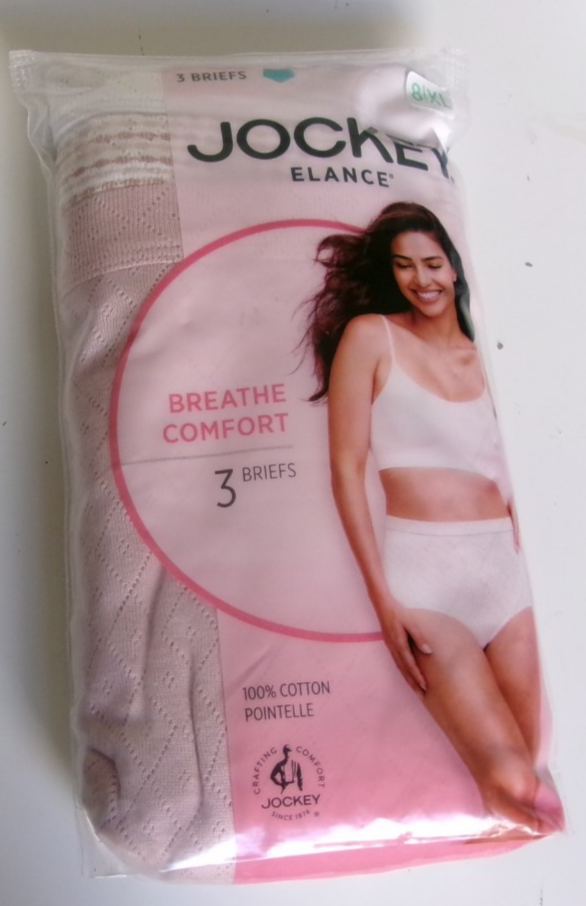 3 BRIEFS
8/XL
JOCKEY
ELANCE®
BREATHE
COMFORT
3 BRIEFS
100% COTTON
POINTELLE
CRAFTING COMFORT
JOCKEY
SINCE 1876 ®